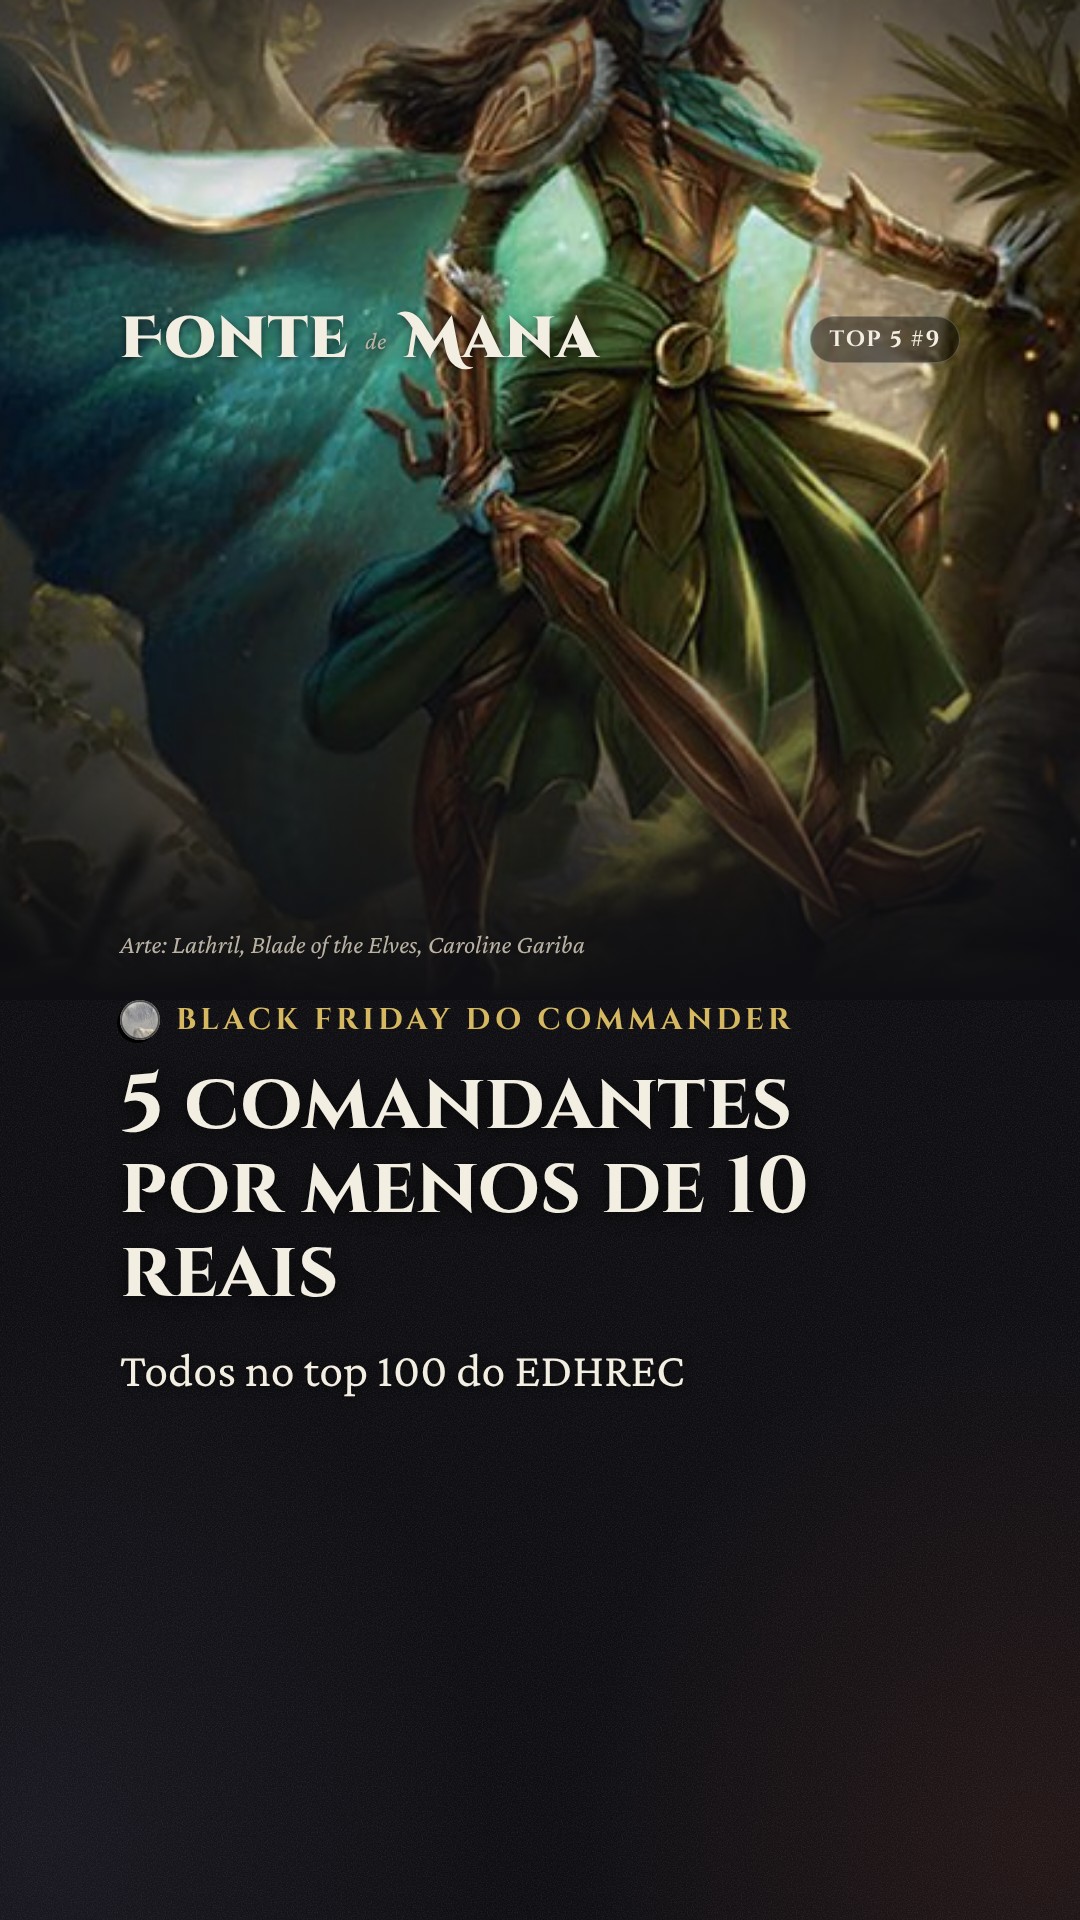 FONTE de MANA
TOP 5 #9
Arte: Lathril, Blade of the Elves, Caroline Gariba
BLACK FRIDAY DO COMMANDER
5 COMANDANTES
POR MENOS DE 10
REAIS
Todos no top 100 do EDHREC